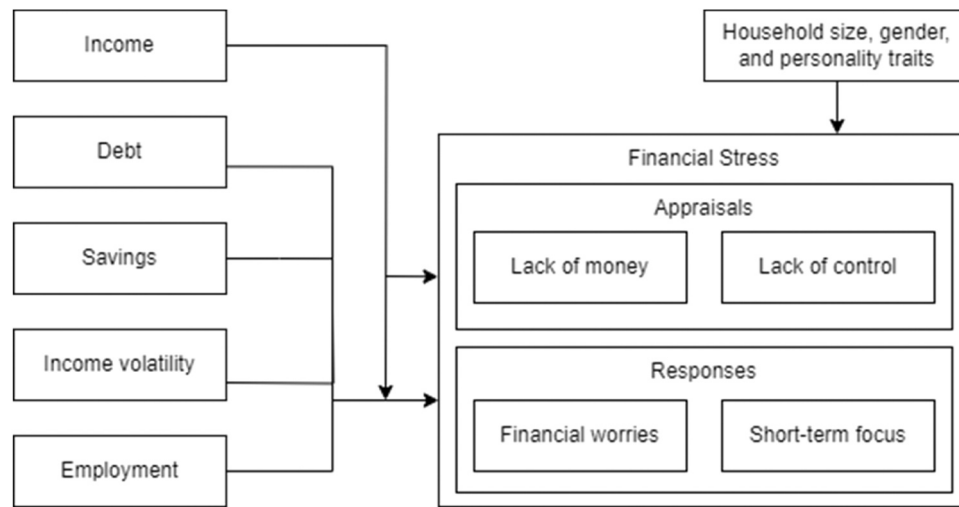 Income
Household size, gender,
and personality traits
Debt
Financial Stress
Appraisals
Savings
Lack of money
Lack of control
Income volatility
Responses
Financial worries
Short-term focus
Employment